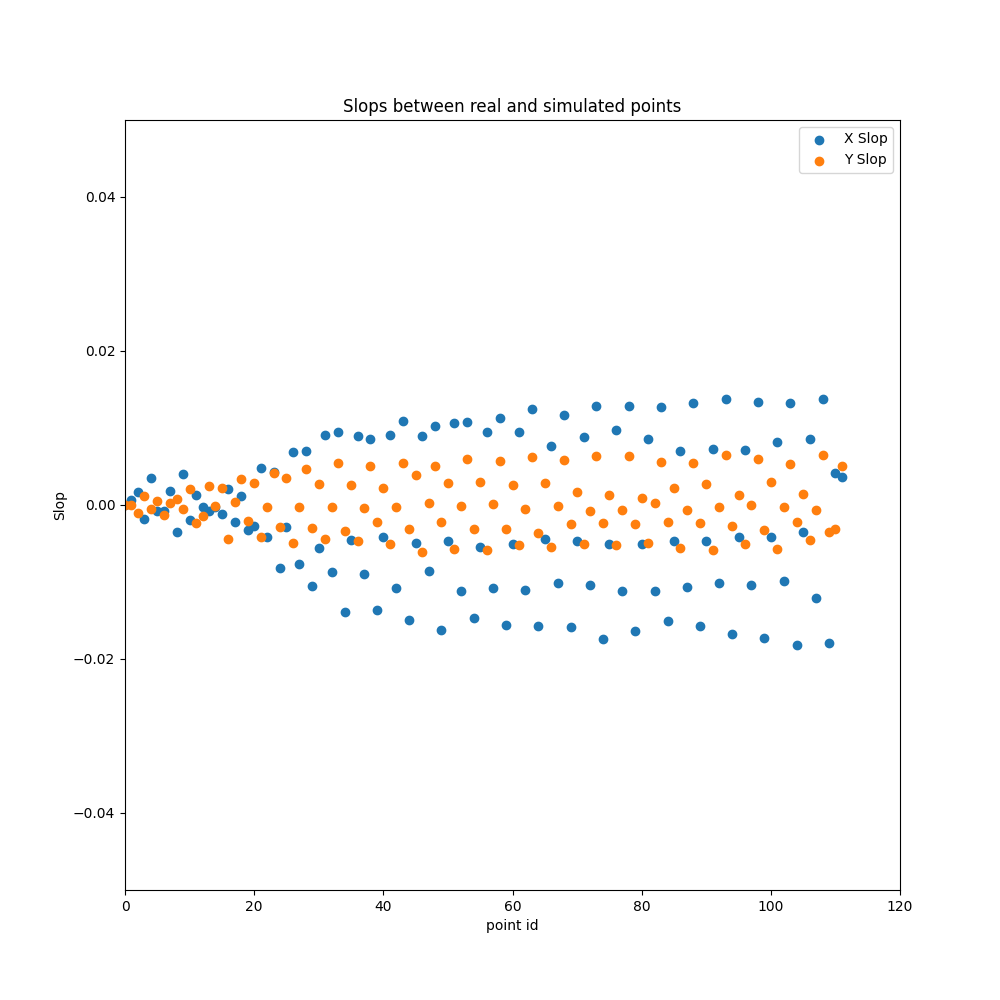 Slops between real and simulated points
X Slop
Y Slop
0.04
0.02
0.00
−0.02
−0.04
Slop
0 20 40 60 80 100 120
point id